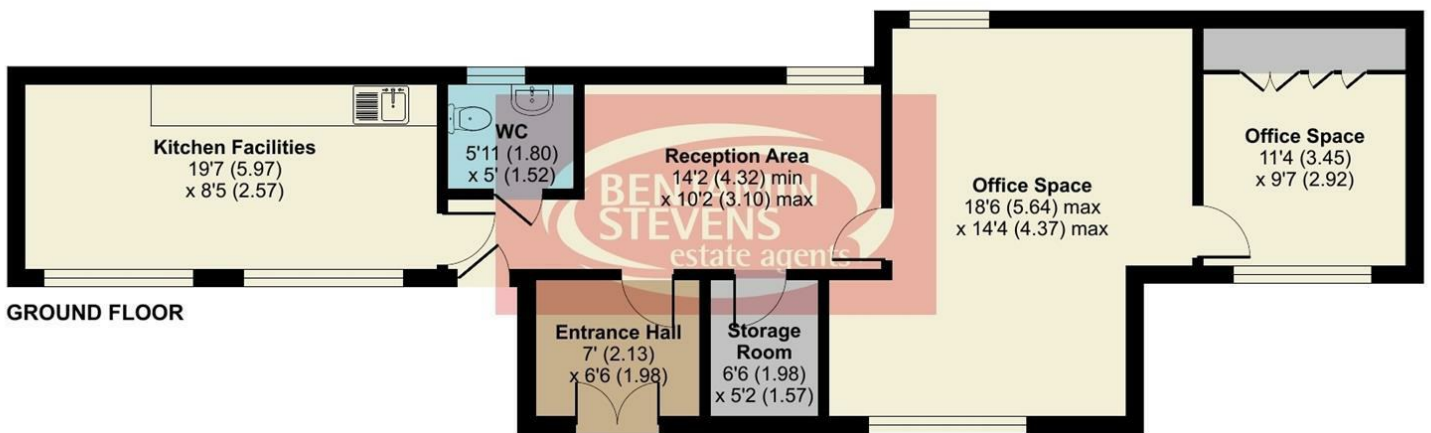 Kitchen Facilities
19'7 (5.97)
x 8'5 (2.57)
WC
5'11 (1.80)
x 5' (1.52)
Reception Area
14'2 (4.32) min
x 10'2 (3.10) max
BENJAMIN
STEVENS
estate agents
Office Space
18'6 (5.64) max
x 14'4 (4.37) max
Office Space
11'4 (3.45)
x 9'7 (2.92)
GROUND FLOOR
Entrance Hall
7' (2.13)
x 6'6 (1.98)
Storage
Room
6'6 (1.98)
x 5'2 (1.57)